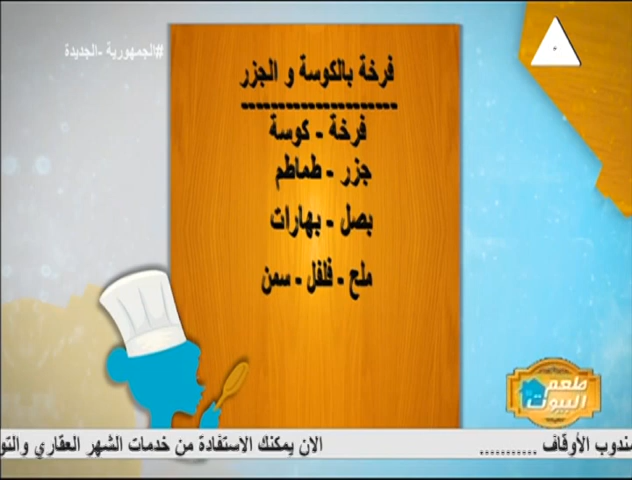 #الجمهورية -الجديدة
فرخة بالكوسة و الجزر
--------------------
فرخة - كوسة
جزر - طماطم
بصل - بهارات
ملح - فلفل - سمن
طعم
البيوت
مندوب الأوقاف ........... الان يمكنك الاستفادة من خدمات الشهر العقاري والتو